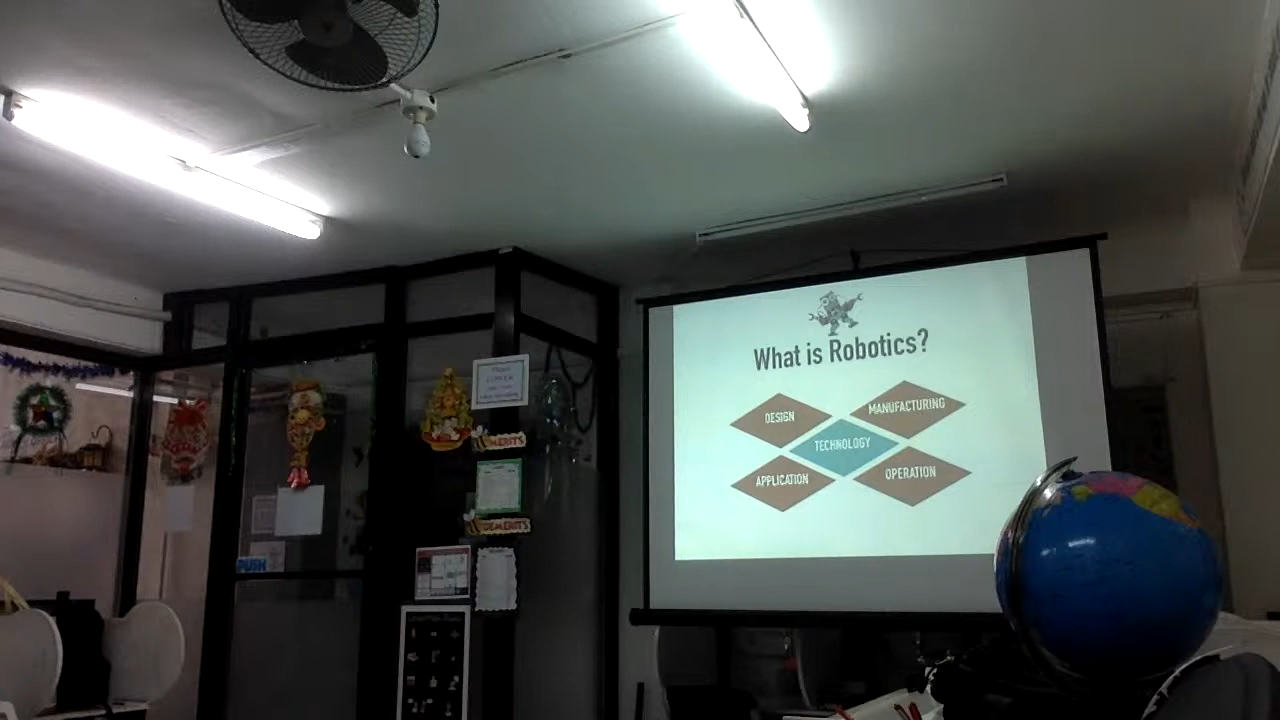 What is Robotics?
DESIGN
MANUFACTURING
TECHNOLOGY
APPLICATION
OPERATION
MERITS
DEMERITS
PUSH